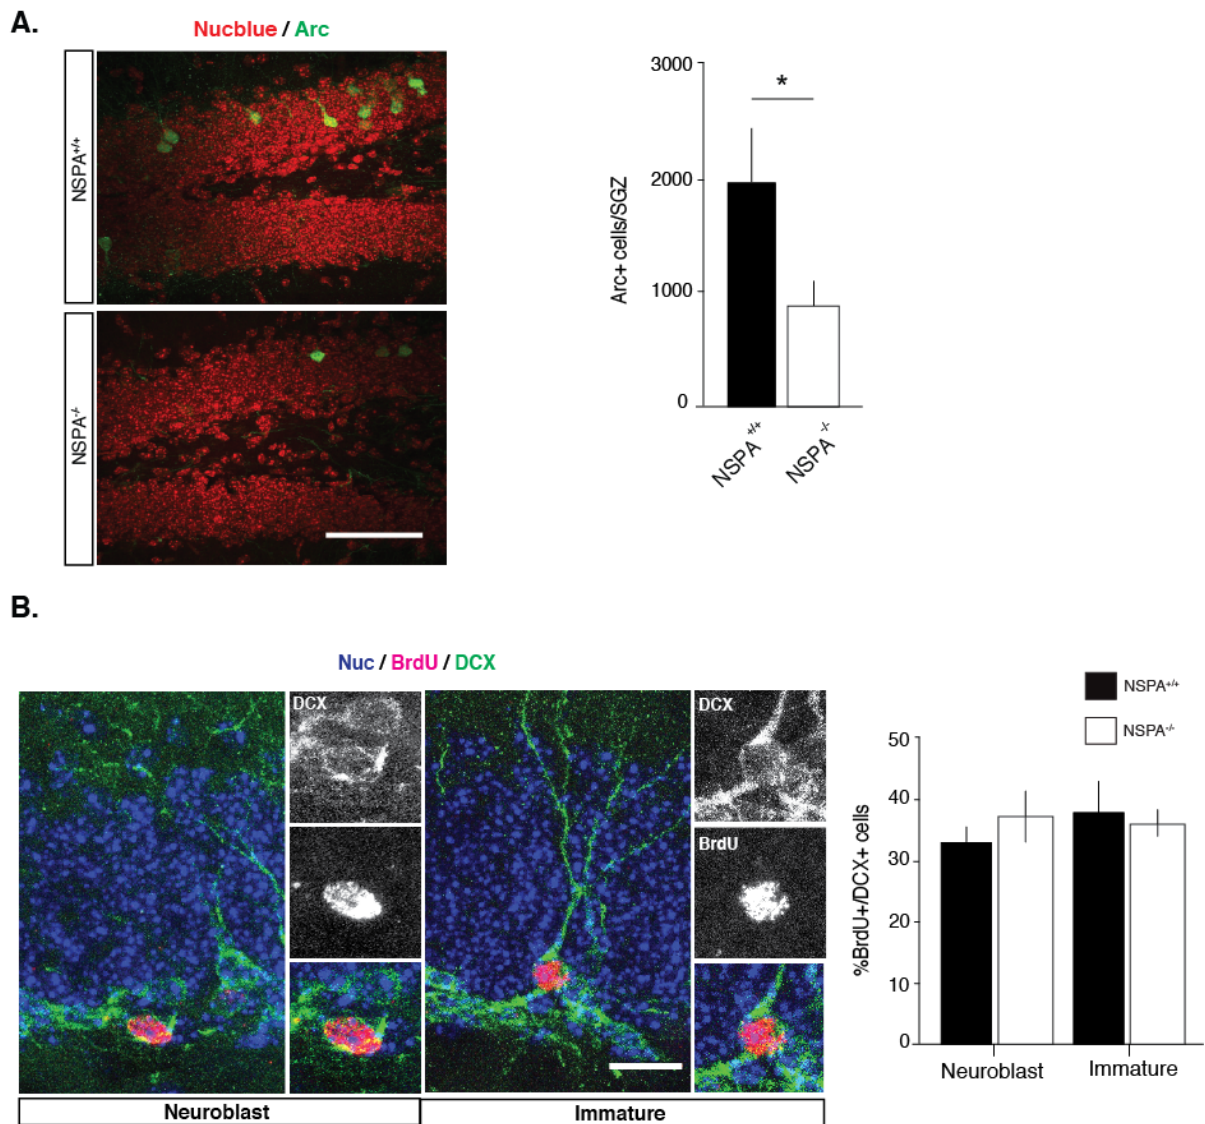 A.
Nucblue / Arc
NSPA+/+
NSPA-/-
3000
2000
1000
0
Arc+ cells/SGZ
*
NSPA+/+
NSPA-/-
B.
Nuc / BrdU / DCX
DCX
DCX
BrdU
Neuroblast
Immature
NSPA+/+
NSPA-/-
50
40
30
20
10
0
%BrdU+/DCX+ cells
Neuroblast
Immature